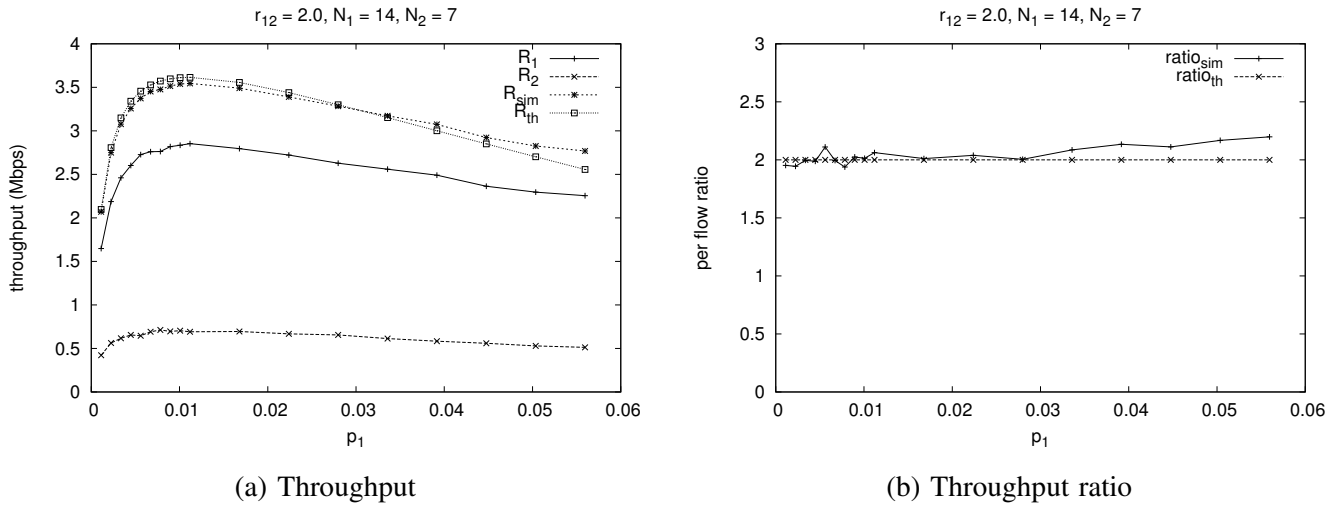 r12 = 2.0, N1 = 14, N2 = 7
throughput (Mbps)
4
3.5
3
2.5
2
1.5
1
0.5
0
R1
R2
Rsim
Rth
0 0.01 0.02 0.03 0.04 0.05 0.06
p1
(a) Throughput
r12 = 2.0, N1 = 14, N2 = 7
per flow ratio
3
2.5
2
1.5
1
0.5
0
ratiosim
ratioth
0 0.01 0.02 0.03 0.04 0.05 0.06
p1
(b) Throughput ratio